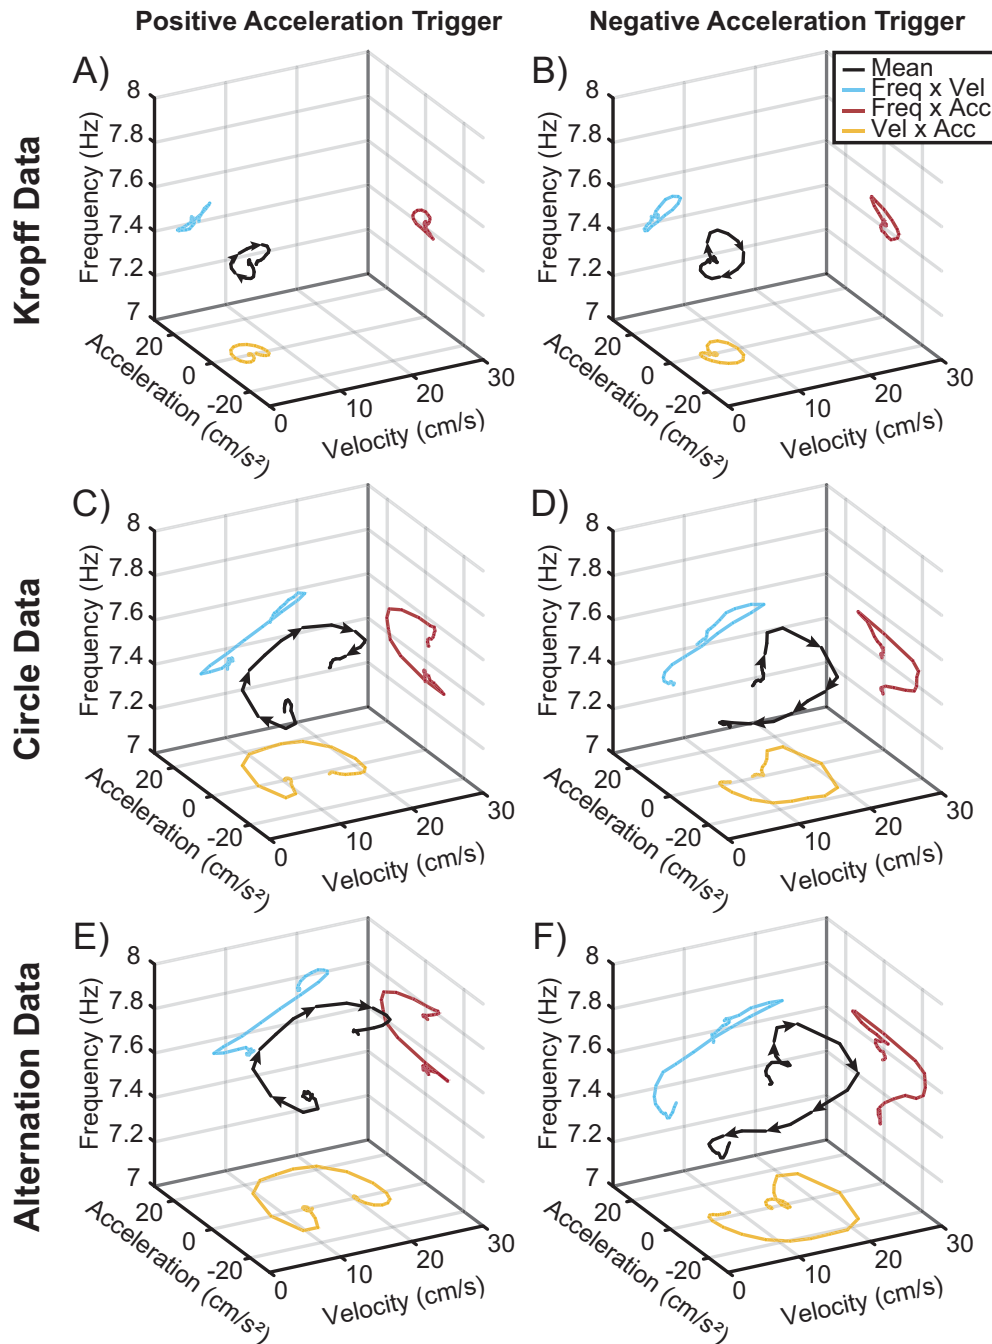 Positive Acceleration Trigger
Negative Acceleration Trigger
Kropff Data
A)
Frequency (Hz)
8
7.8
7.6
7.4
7.2
7
Acceleration (cm/s²)
20
0
-20
Velocity (cm/s)
0
10
20
30
B)
Mean
Freq x Vel
Freq x Acc
Vel x Acc
Frequency (Hz)
8
7.8
7.6
7.4
7.2
7
Acceleration (cm/s²)
20
0
-20
Velocity (cm/s)
0
10
20
30
Circle Data
C)
Frequency (Hz)
8
7.8
7.6
7.4
7.2
7
Acceleration (cm/s²)
20
0
-20
Velocity (cm/s)
0
10
20
30
D)
Frequency (Hz)
8
7.8
7.6
7.4
7.2
7
Acceleration (cm/s²)
20
0
-20
Velocity (cm/s)
0
10
20
30
Alternation Data
E)
Frequency (Hz)
8
7.8
7.6
7.4
7.2
7
Acceleration (cm/s²)
20
0
-20
Velocity (cm/s)
0
10
20
30
F)
Frequency (Hz)
8
7.8
7.6
7.4
7.2
7
Acceleration (cm/s²)
20
0
-20
Velocity (cm/s)
0
10
20
30